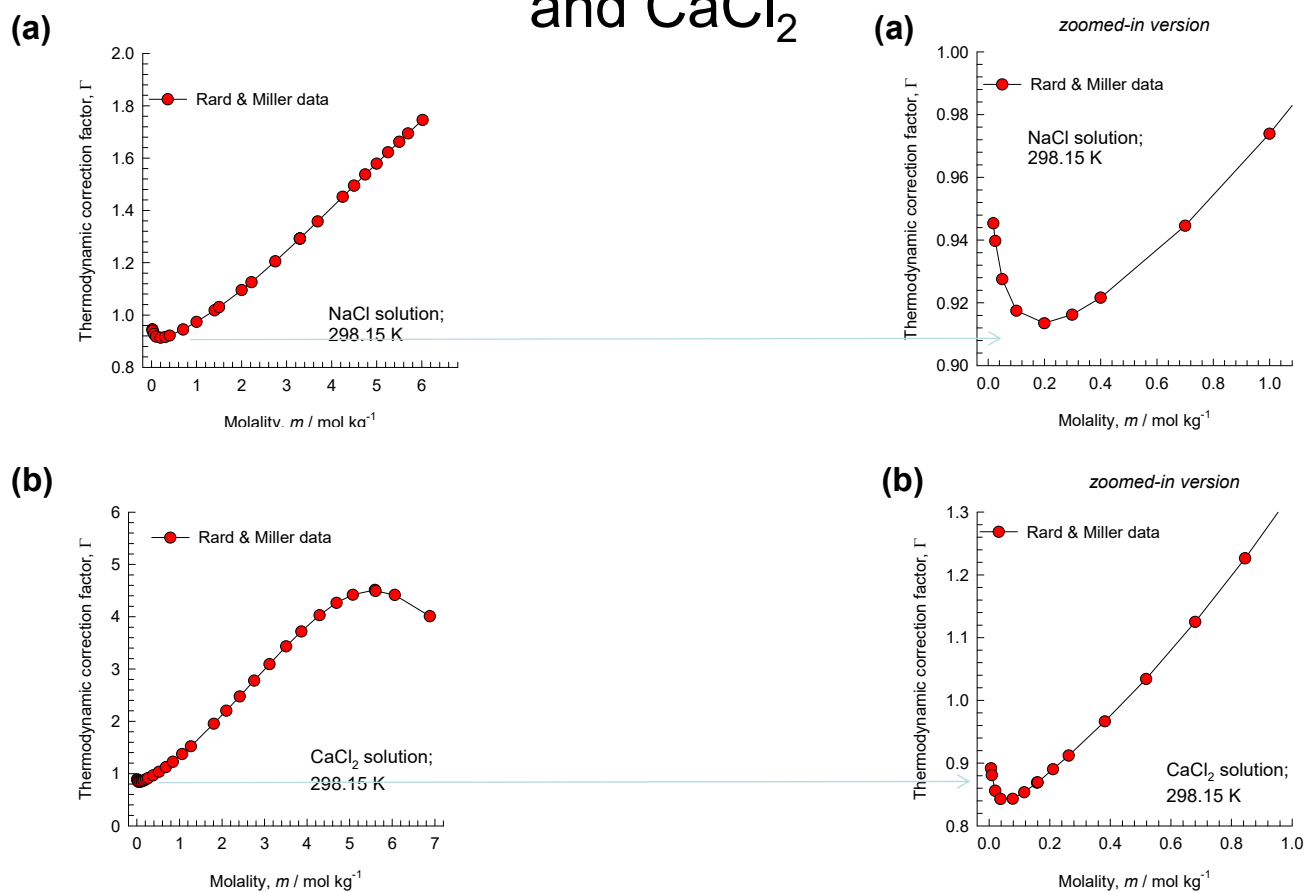 and CaCl2
(a)
2.0
1.8
1.6
1.4
1.2
1.0
0.8
Thermodynamic correction factor, Γ
Rard & Miller data
NaCl solution;
298.15 K
0 1 2 3 4 5 6
Molality, m / mol kg-1
(a)
zoomed-in version
1.00
0.98
0.96
0.94
0.92
0.90
Thermodynamic correction factor, Γ
Rard & Miller data
NaCl solution;
298.15 K
0.0 0.2 0.4 0.6 0.8 1.0
Molality, m / mol kg-1
(b)
6
5
4
3
2
1
0
Thermodynamic correction factor, Γ
Rard & Miller data
CaCl2 solution;
298.15 K
0 1 2 3 4 5 6 7
Molality, m / mol kg-1
(b)
zoomed-in version
1.3
1.2
1.1
1.0
0.9
0.8
Thermodynamic correction factor, Γ
Rard & Miller data
CaCl2 solution;
298.15 K
0.0 0.2 0.4 0.6 0.8 1.0
Molality, m / mol kg-1